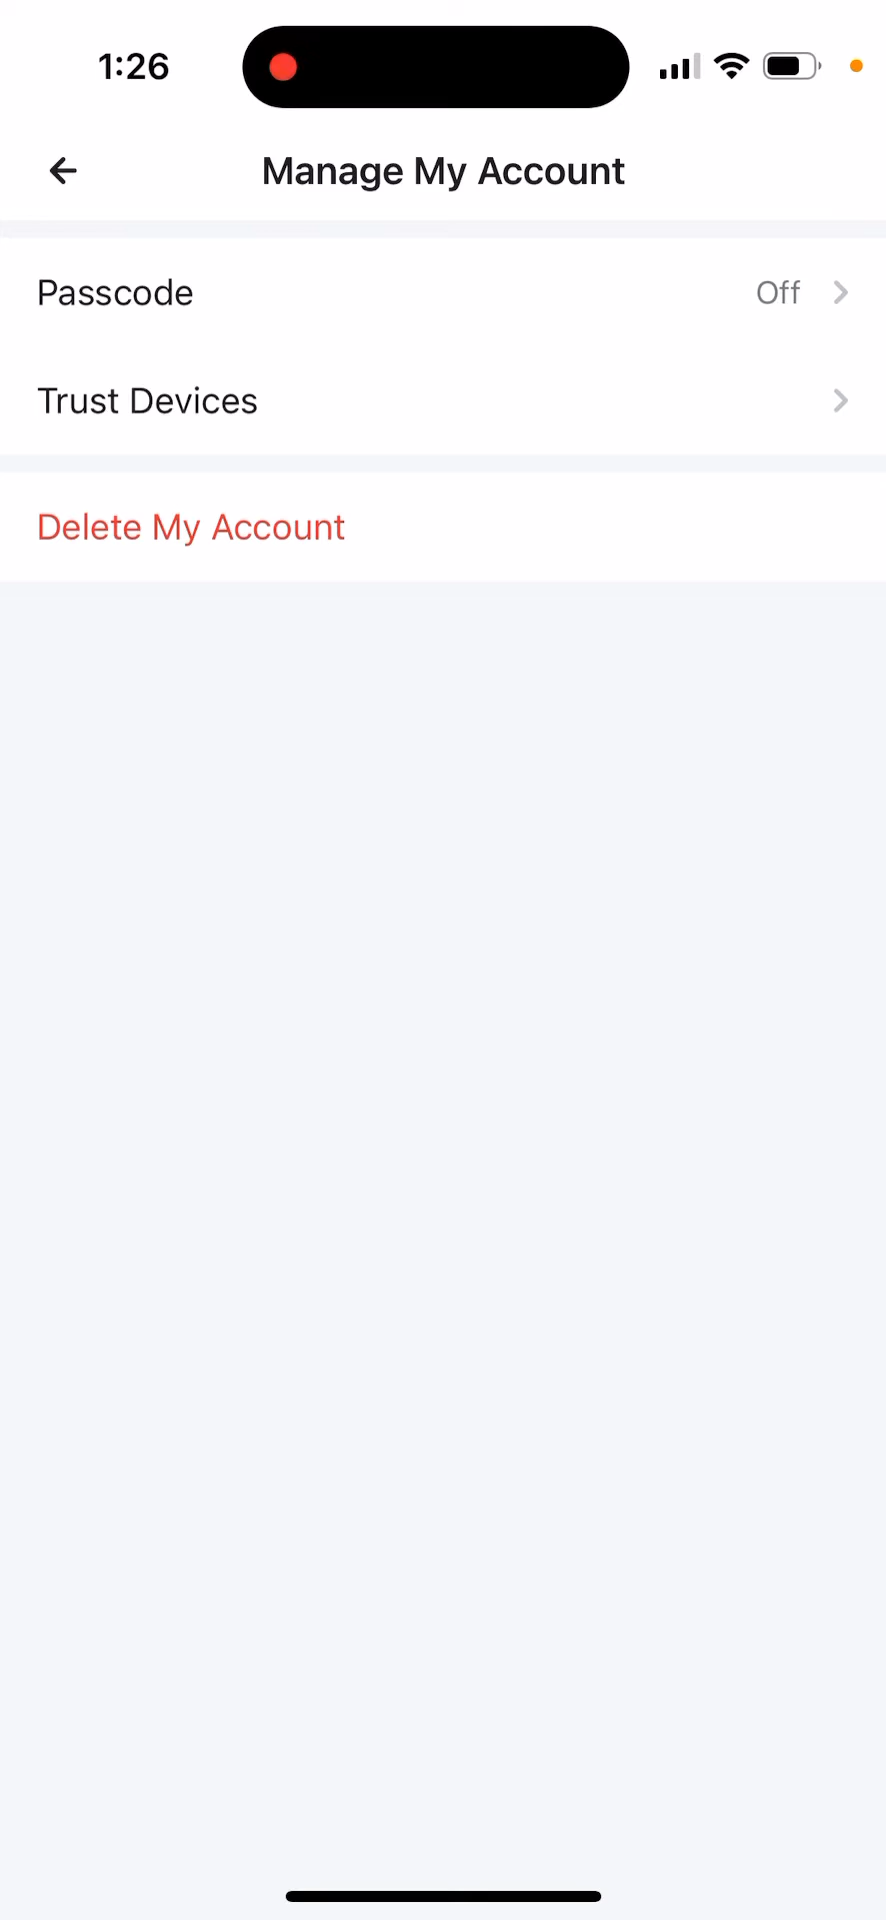 1:26
Manage My Account
Passcode Off
Trust Devices
Delete My Account